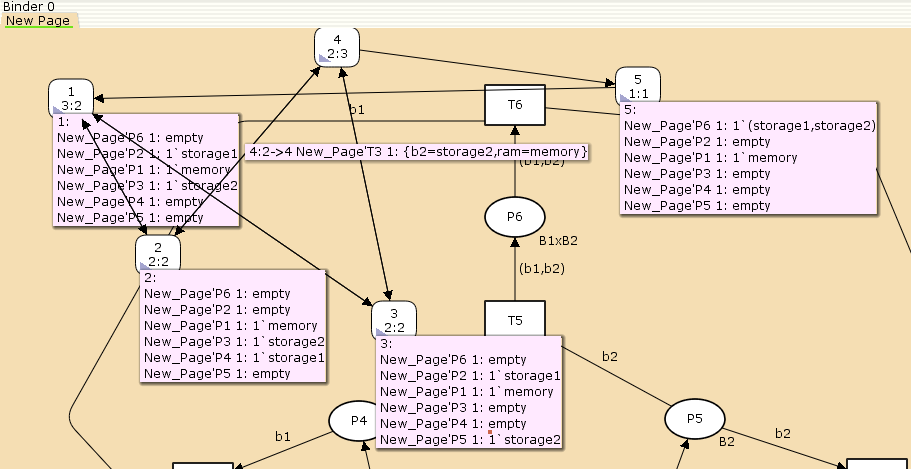 Binder 0
New Page
4
2:3
1
3:2
5
1:1
T6
b1
1:
New_Page'P6 1: empty
New_Page'P2 1: 1`storage1
New_Page'P1 1: 1`memory
New_Page'P3 1: 1`storage2
New_Page'P4 1: empty
New_Page'P5 1: empty
5:
New_Page'P6 1: 1`(storage1,storage2)
New_Page'P2 1: empty
New_Page'P1 1: 1`memory
New_Page'P3 1: empty
New_Page'P4 1: empty
New_Page'P5 1: empty
4:2->4 New_Page'T3 1: {b2=storage2,ram=memory}
(b1,b2)
P6
B1xB2
(b1,b2)
2
2:2
2:
New_Page'P6 1: empty
New_Page'P2 1: empty
New_Page'P1 1: 1`memory
New_Page'P3 1: 1`storage2
New_Page'P4 1: 1`storage1
New_Page'P5 1: empty
3
2:2
T5
3:
New_Page'P6 1: empty
New_Page'P2 1: 1`storage1
New_Page'P1 1: 1`memory
New_Page'P3 1: empty
New_Page'P4 1: empty
New_Page'P5 1: 1`storage2
b2
P4
b1
P5
B2
b2